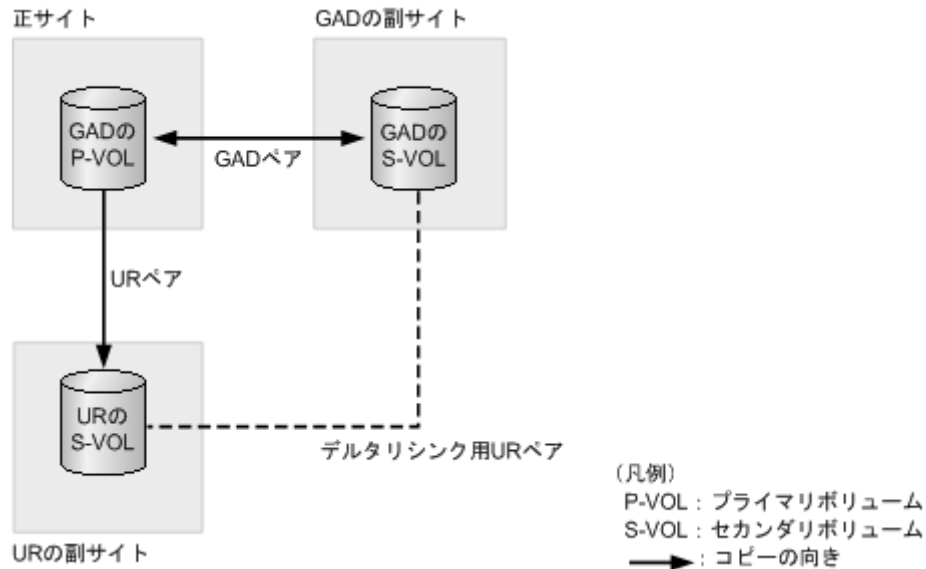 正サイト
GADの副サイト
GADの
P-VOL
GADの
S-VOL
GADペア
URペア
URの
S-VOL
デルタリシンク用URペア
URの副サイト
（凡例）
P-VOL：プライマリボリューム
S-VOL：セカンダリボリューム
：コピーの向き